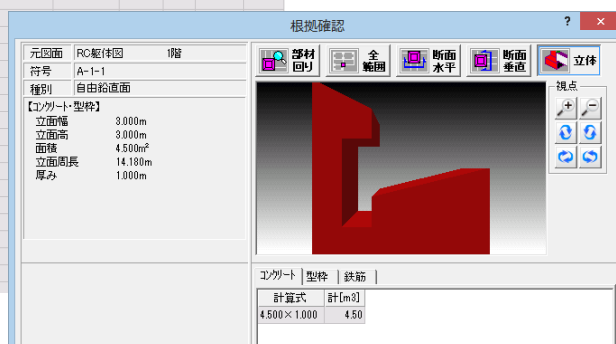 根拠確認
? ×
元図面 RC躯体図 1階
符号 A-1-1
種別 自由鉛直面
【コンクリート・型枠】
立面幅 3.000m
立面高 3.000m
面積 4.500m²
立面周長 14.180m
厚み 1.000m
部材回り
全範囲
断面水平
断面垂直
立体
視点
コンクリート 型枠 鉄筋
計算式 計[m3]
4.500×1.000 4.50